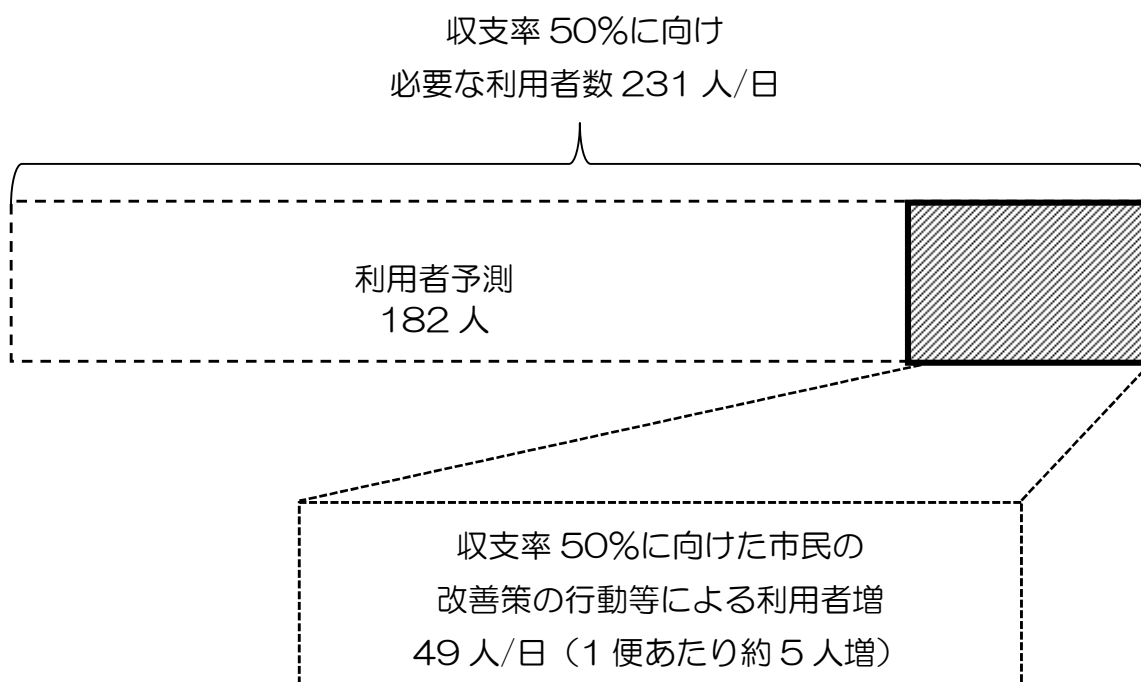 収支率 50%に向け
必要な利用者数 231 人/日
利用者予測
182 人
収支率 50%に向けた市民の
改善策の行動等による利用者増
49 人/日（1 便あたり約 5 人増）